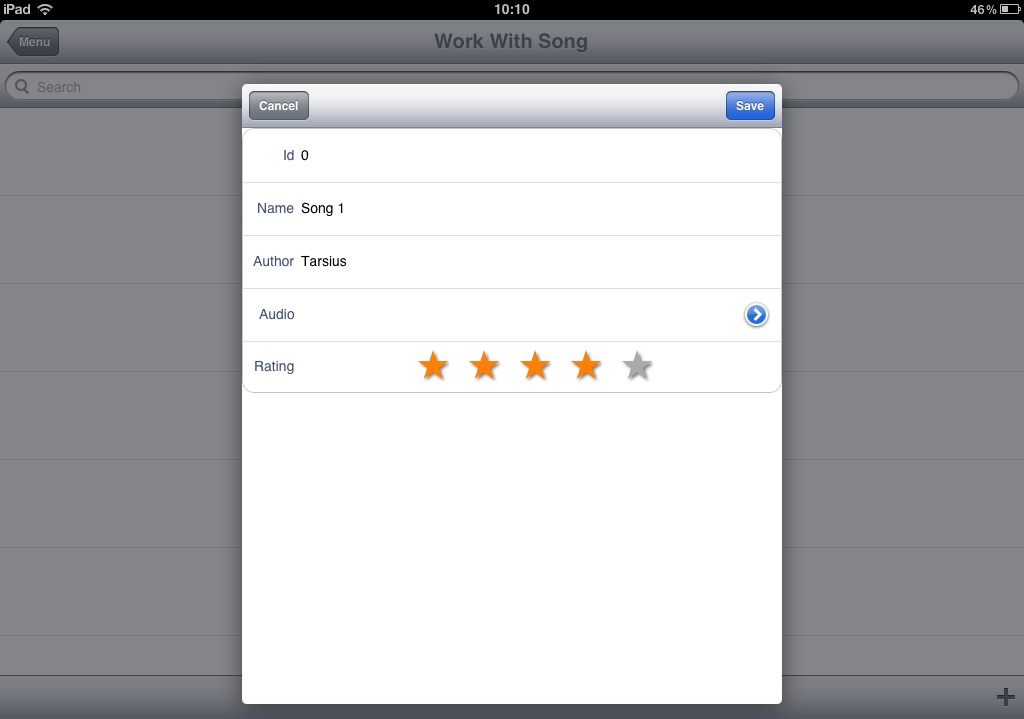 iPad 10:10 46%
Menu Work With Song
Search
Cancel Save
Id 0
Name Song 1
Author Tarsius
Audio
Rating